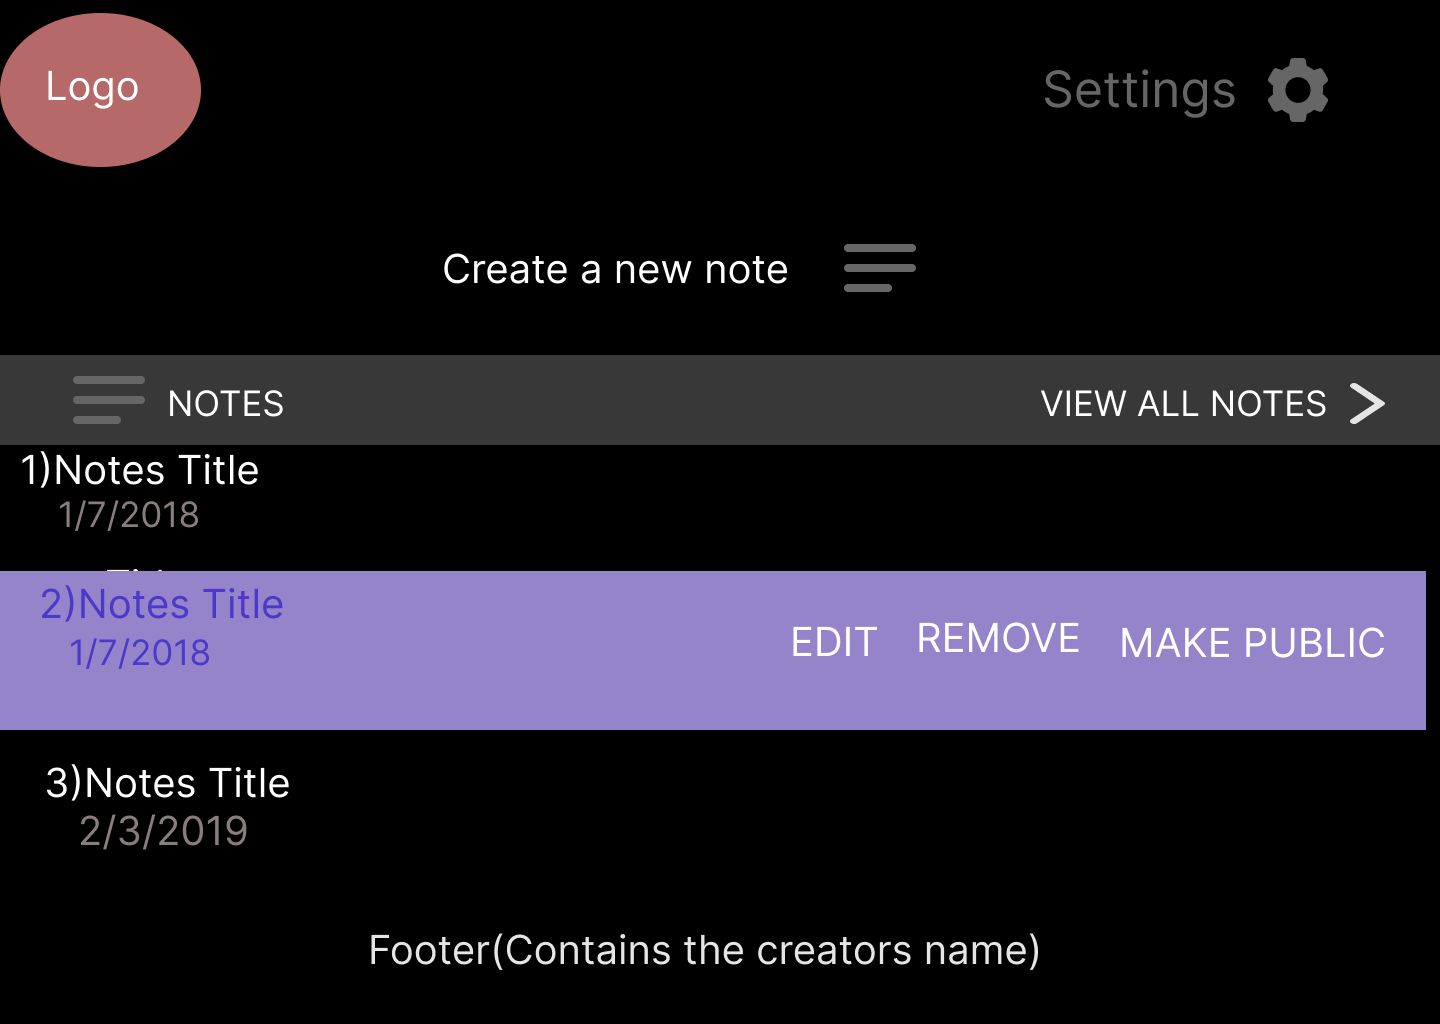 Logo
Settings
Create a new note
NOTES
VIEW ALL NOTES
1)Notes Title
1/7/2018
2)Notes Title
1/7/2018
EDIT
REMOVE
MAKE PUBLIC
3)Notes Title
2/3/2019
Footer(Contains the creators name)